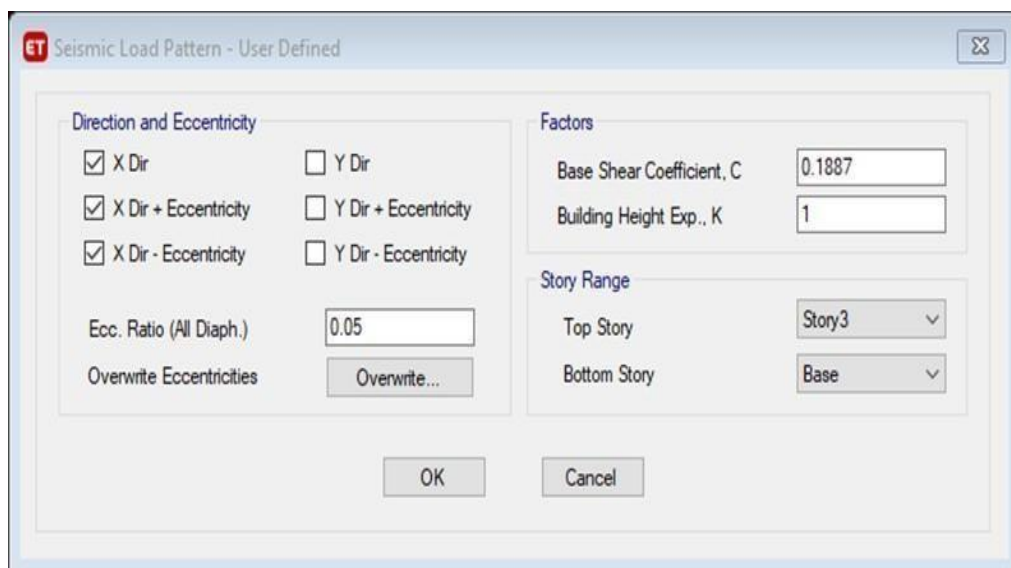 ET Seismic Load Pattern - User Defined
Direction and Eccentricity
X Dir
Y Dir
X Dir + Eccentricity
Y Dir + Eccentricity
X Dir - Eccentricity
Y Dir - Eccentricity
Ecc. Ratio (All Diaph.) 0.05
Overwrite Eccentricities Overwrite...
Factors
Base Shear Coefficient, C 0.1887
Building Height Exp., K 1
Story Range
Top Story Story3
Bottom Story Base
OK
Cancel